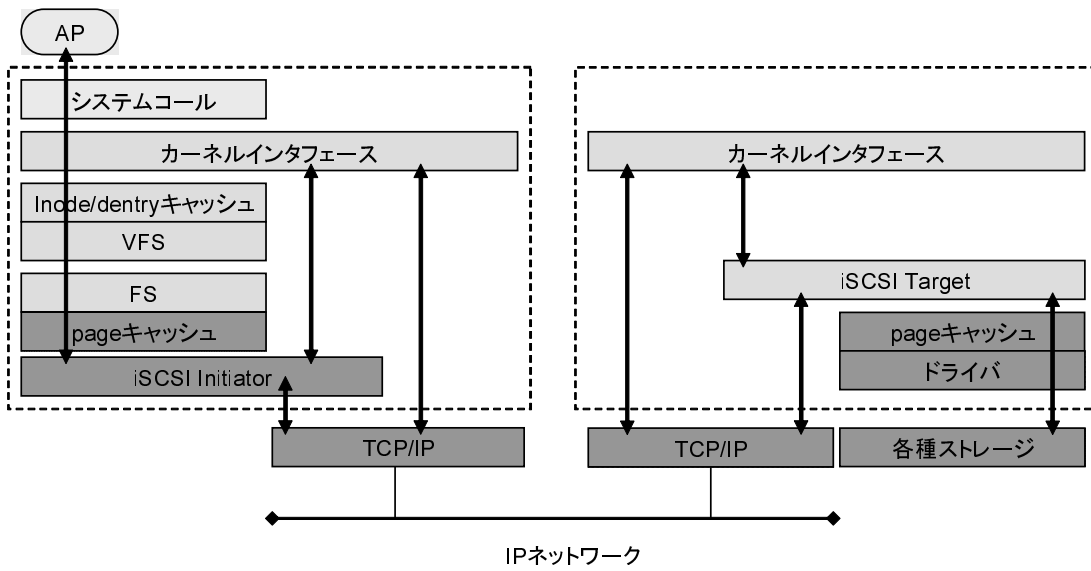 AP
システムコール
カーネルインタフェース
Inode/dentryキャッシュ
VFS
FS
pageキャッシュ
iSCSI Initiator
TCP/IP
カーネルインタフェース
iSCSI Target
pageキャッシュ
ドライバ
TCP/IP
各種ストレージ
IPネットワーク